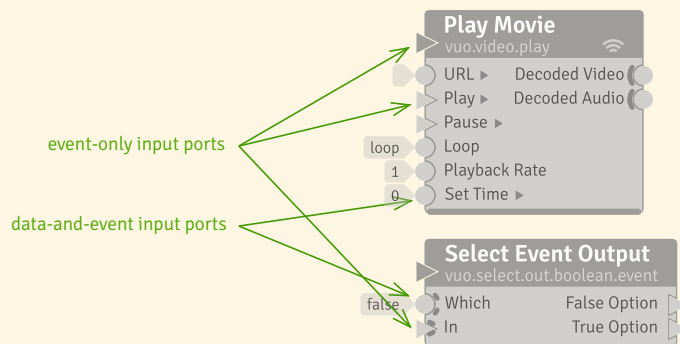 Play Movie
vuo.video.play
URL
Decoded Video
Play
Decoded Audio
Pause
loop
Loop
1
Playback Rate
0
Set Time
event-only input ports
data-and-event input ports
Select Event Output
vuo.select.out.boolean.event
false
Which
False Option
In
True Option